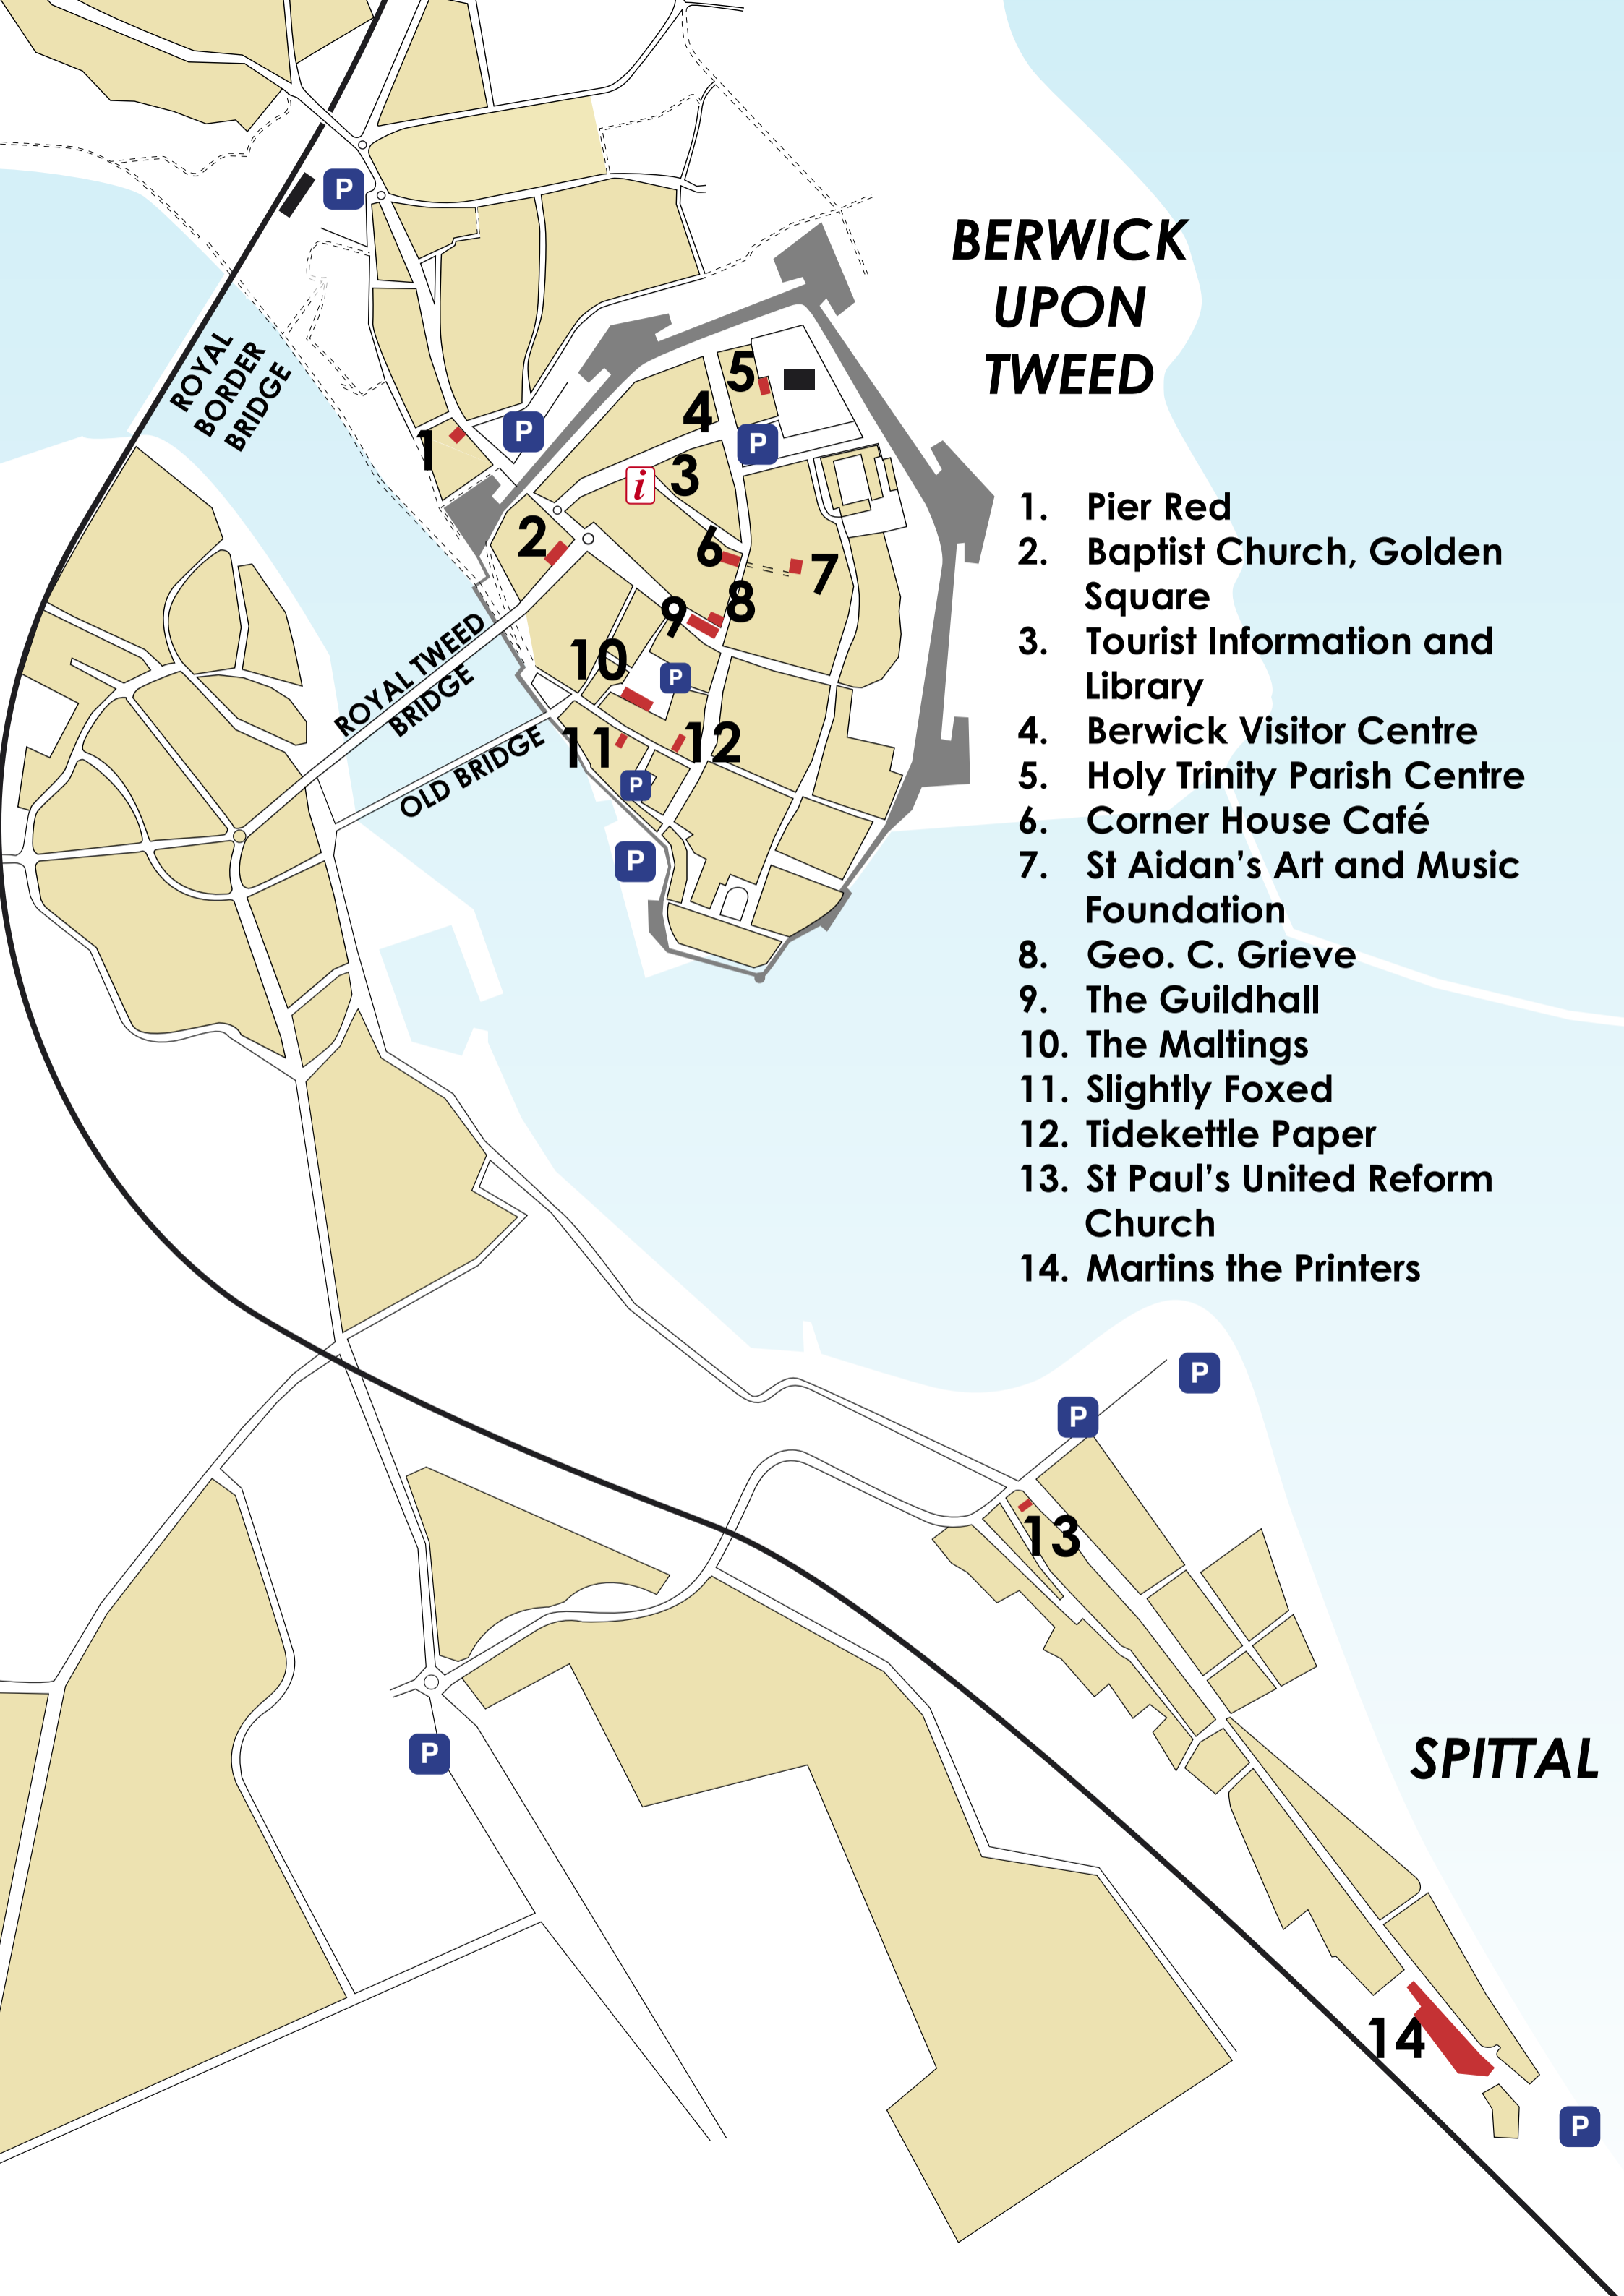 BERWICK
UPON
TWEED
1. Pier Red
2. Baptist Church, Golden
Square
3. Tourist Information and
Library
4. Berwick Visitor Centre
5. Holy Trinity Parish Centre
6. Corner House Café
7. St Aidan’s Art and Music
Foundation
8. Geo. C. Grieve
9. The Guildhall
10. The Maltings
11. Slightly Foxed
12. Tidekettle Paper
13. St Paul’s United Reform
Church
14. Martins the Printers
P
ROYAL
BORDER
BRIDGE
5
4
P
1
P
3
i
2
6
7
8
9
ROYAL TWEED
BRIDGE
10
P
OLD BRIDGE
11
12
P
P
P
P
13
P
SPITTAL
14
P